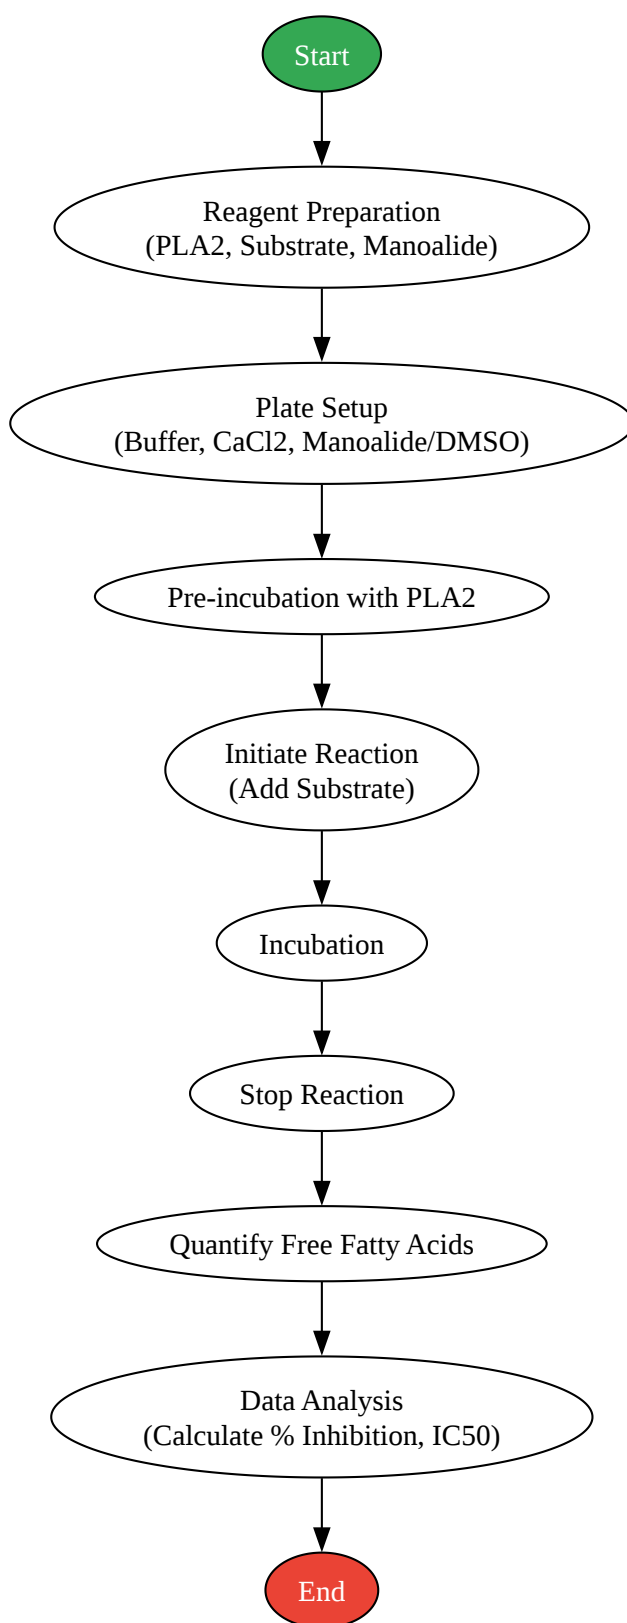 Start
Reagent Preparation
(PLA2, Substrate, Manoalide)
Plate Setup
(Buffer, CaCl2, Manoalide/DMSO)
Pre-incubation with PLA2
Initiate Reaction
(Add Substrate)
Incubation
Stop Reaction
Quantify Free Fatty Acids
Data Analysis
(Calculate % Inhibition, IC50)
End